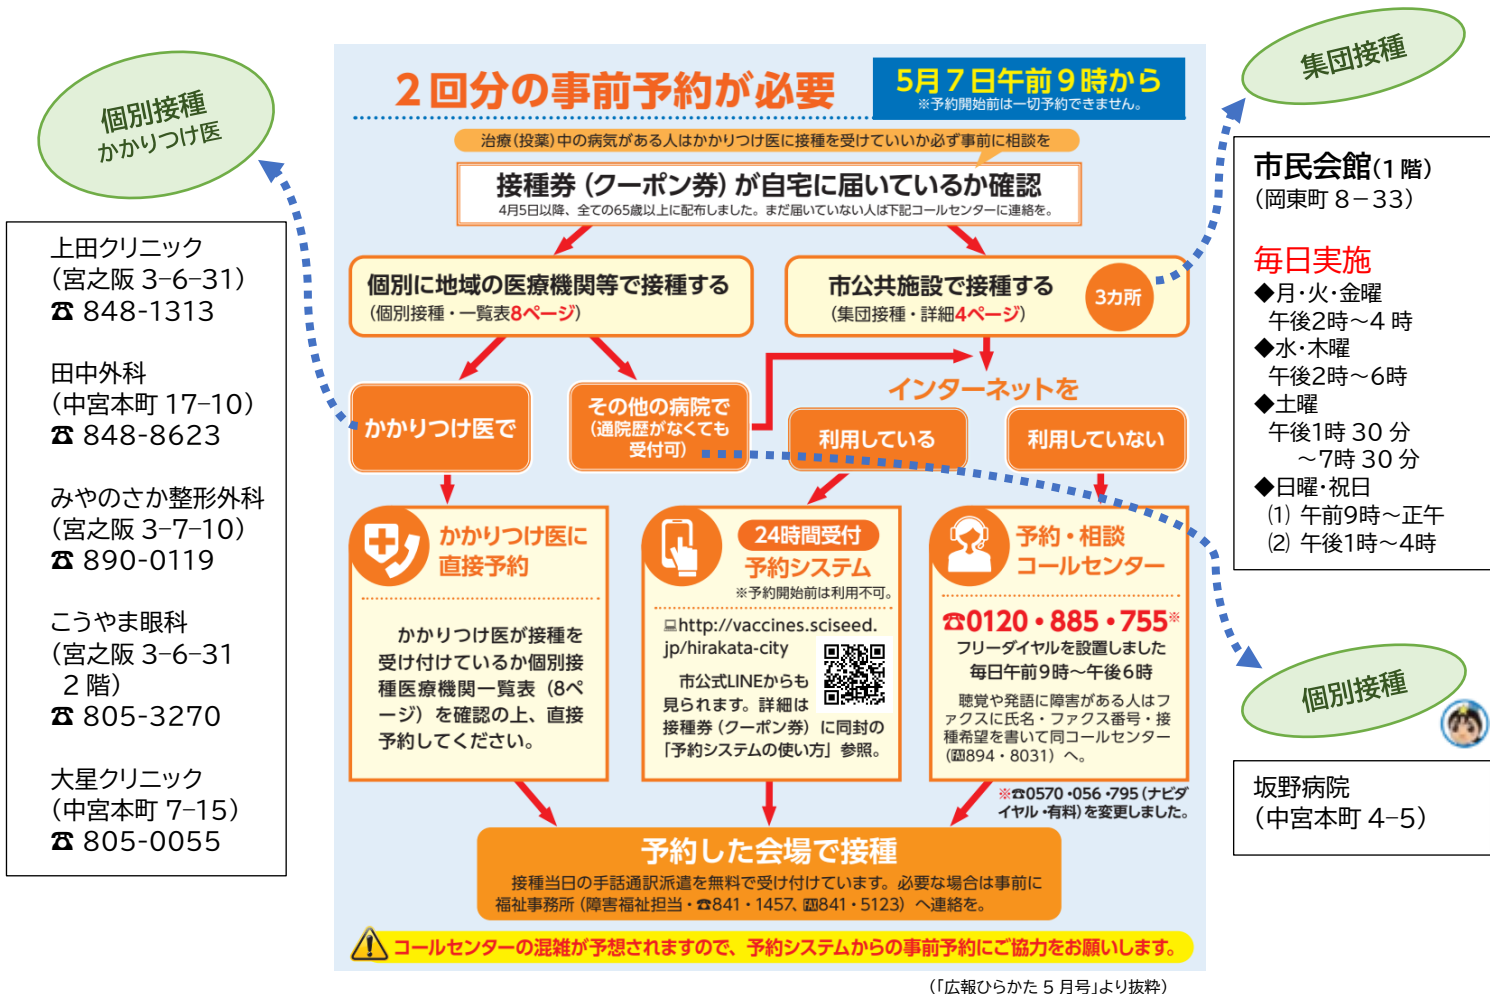 個別接種
かかりつけ医
上田クリニック
(宮之阪 3-6-31)
☎ 848-1313
田中外科
(中宮本町 17-10)
☎ 848-8623
みやのさか整形外科
(宮之阪 3-7-10)
☎ 890-0119
こうやま眼科
(宮之阪 3-6-31
2 階)
☎ 805-3270
大星クリニック
(中宮本町 7-15)
☎ 805-0055
2回分の事前予約が必要
5月7日午前9時から
※予約開始前は一切予約できません。
治療(投薬)中の病気がある人はかかりつけ医に接種を受けていいか必ず事前に相談を
接種券(クーポン券)が自宅に届いているか確認
4月5日以降、全ての65歳以上に配布しました。まだ届いていない人は下記コールセンターに連絡を。
個別に地域の医療機関等で接種する
(個別接種・一覧表8ページ)
市公共施設で接種する
(集団接種・詳細4ページ)
3カ所
かかりつけ医で
その他の病院で
(通院歴がなくても
受付可)
インターネットを
利用している
利用していない
かかりつけ医に
直接予約
かかりつけ医が接種を
受け付けているか個別接
種医療機関一覧表(8ペ
ージ)を確認の上、直接
予約してください。
24時間受付
予約システム
※予約開始前は利用不可。
💻http://vaccines.sciseed.
jp/hirakata-city
市公式LINEからも
見られます。詳細は
接種券(クーポン券)に同封の
「予約システムの使い方」参照。
予約・相談
コールセンター
☎0120・885・755※
フリーダイヤルを設置しました
毎日午前9時〜午後6時
聴覚や発語に障害がある人はフ
ァクスに氏名・ファクス番号・接
種希望を書いて同コールセンター
(℻894・8031)へ。
※☎0570・056・795(ナビダ
イヤル・有料)を変更しました。
予約した会場で接種
接種当日の手話通訳派遣を無料で受け付けています。必要な場合は事前に
福祉事務所(障害福祉担当・☎841・1457、℻841・5123)へ連絡を。
コールセンターの混雑が予想されますので、予約システムからの事前予約にご協力をお願いします。
(「広報ひらかた 5 月号」より抜粋)
集団接種
市民会館(1 階)
(岡東町 8-33)
毎日実施
◆月・火・金曜
午後2時～4 時
◆水・木曜
午後2時～6時
◆土曜
午後1時 30 分
～7時 30 分
◆日曜・祝日
(1) 午前9時～正午
(2) 午後1時～4時
個別接種
坂野病院
(中宮本町 4-5)